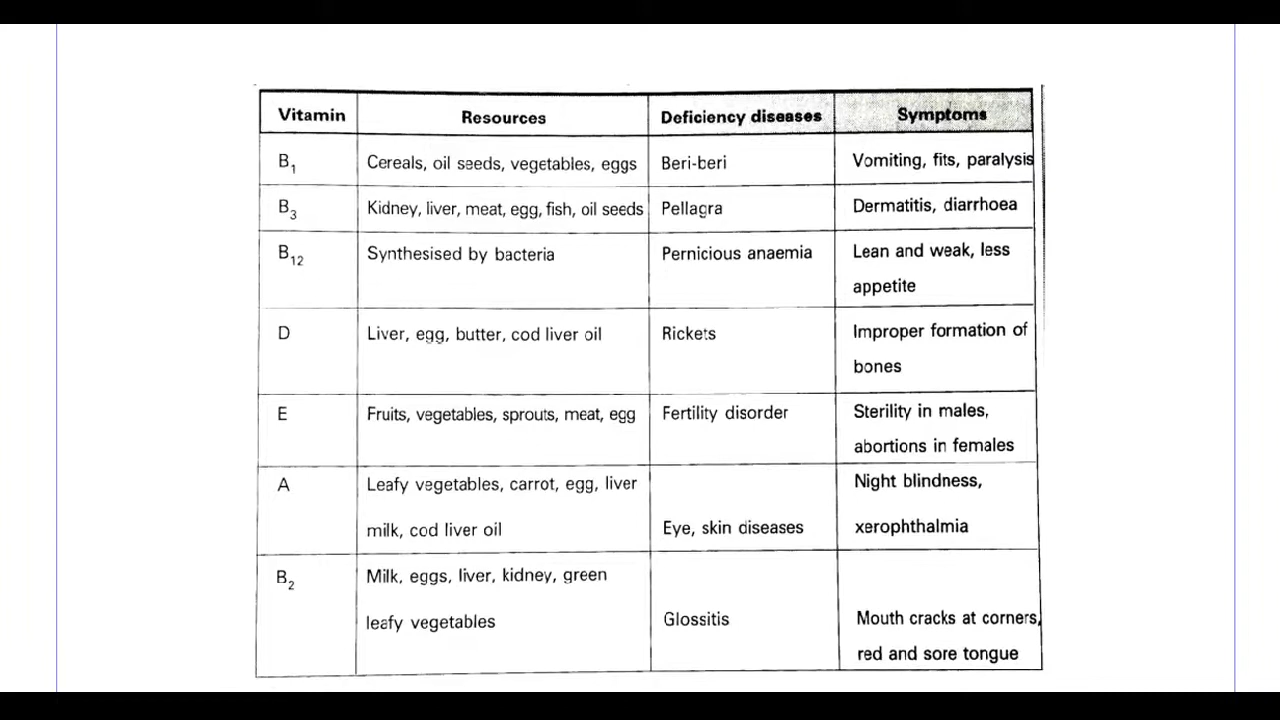 Vitamin Resources Deficiency diseases Symptoms
B1 Cereals, oil seeds, vegetables, eggs Beri-beri Vomiting, fits, paralysis
B3 Kidney, liver, meat, egg, fish, oil seeds Pellagra Dermatitis, diarrhoea
B12 Synthesised by bacteria Pernicious anaemia Lean and weak, less
appetite
D Liver, egg, butter, cod liver oil Rickets Improper formation of
bones
E Fruits, vegetables, sprouts, meat, egg Fertility disorder Sterility in males,
abortions in females
A Leafy vegetables, carrot, egg, liver Night blindness,
milk, cod liver oil Eye, skin diseases xerophthalmia
B2 Milk, eggs, liver, kidney, green
leafy vegetables Glossitis Mouth cracks at corners,
red and sore tongue